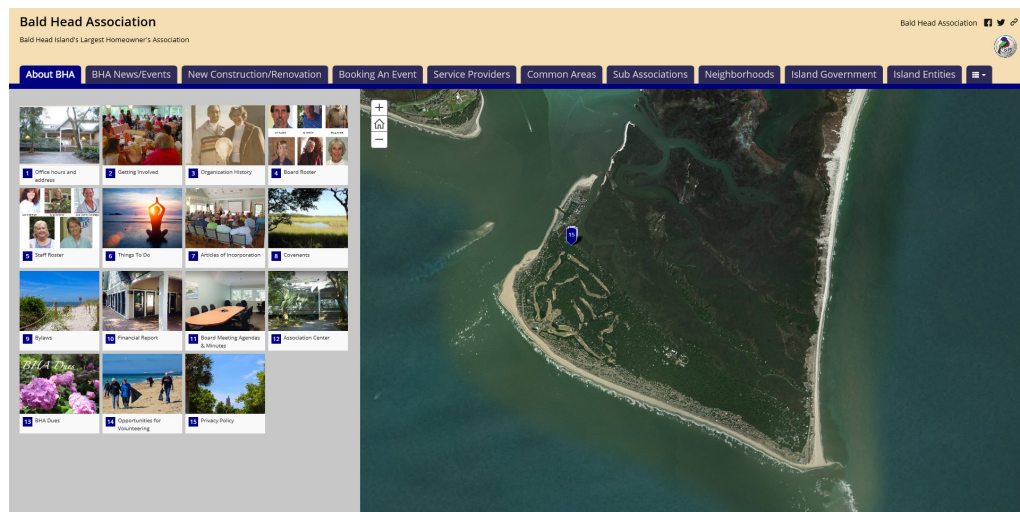 Bald Head Association
Bald Head Island's Largest Homeowner's Association
Bald Head Association
About BHA
BHA News/Events
New Construction/Renovation
Booking An Event
Service Providers
Common Areas
Sub Associations
Neighborhoods
Island Government
Island Entities
1 Office hours and
address
2 Getting Involved
3 Organization History
4 Board Roster
5 Staff Roster
6 Things To Do
7 Articles of Incorporation
8 Covenants
9 Bylaws
10 Financial Report
11 Board Meeting Agendas
& Minutes
12 Association Center
BHA Dues
13 BHA Dues
14 Opportunities for
Volunteering
15 Privacy Policy
+
−
15